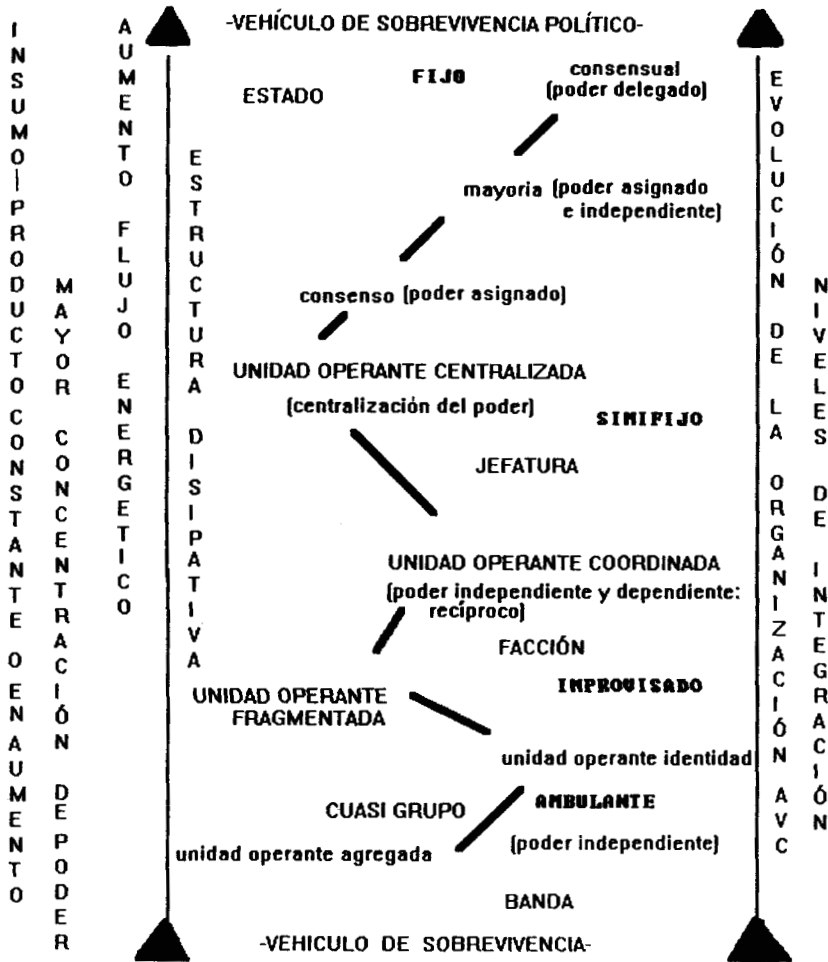 -VEHÍCULO DE SOBREVIVENCIA POLÍTICO-
INSUMO|PRODUCTO CONSTANTE O EN AUMENTO
MAYOR CONCENTRACIÓN DE PODER
AUMENTO FLUJO ENERGETICO
ESTRUCTURA DISIPATIVA
FIJO
consensual
(poder delegado)
ESTADO
mayoria (poder asignado
e independiente)
consenso (poder asignado)
UNIDAD OPERANTE CENTRALIZADA
(centralización del poder)
SIMIFIJO
JEFATURA
UNIDAD OPERANTE COORDINADA
(poder independiente y dependiente:
recíproco)
FACCIÓN
IMPROVISADO
UNIDAD OPERANTE
FRAGMENTADA
unidad operante identidad
CUASI GRUPO
AMBULANTE
unidad operante agregada
(poder independiente)
BANDA
-VEHICULO DE SOBREVIVENCIA-
EVOLUCIÓN DE LA ORGANIZACIÓN AVC
NIVELES DE INTEGRACIÓN